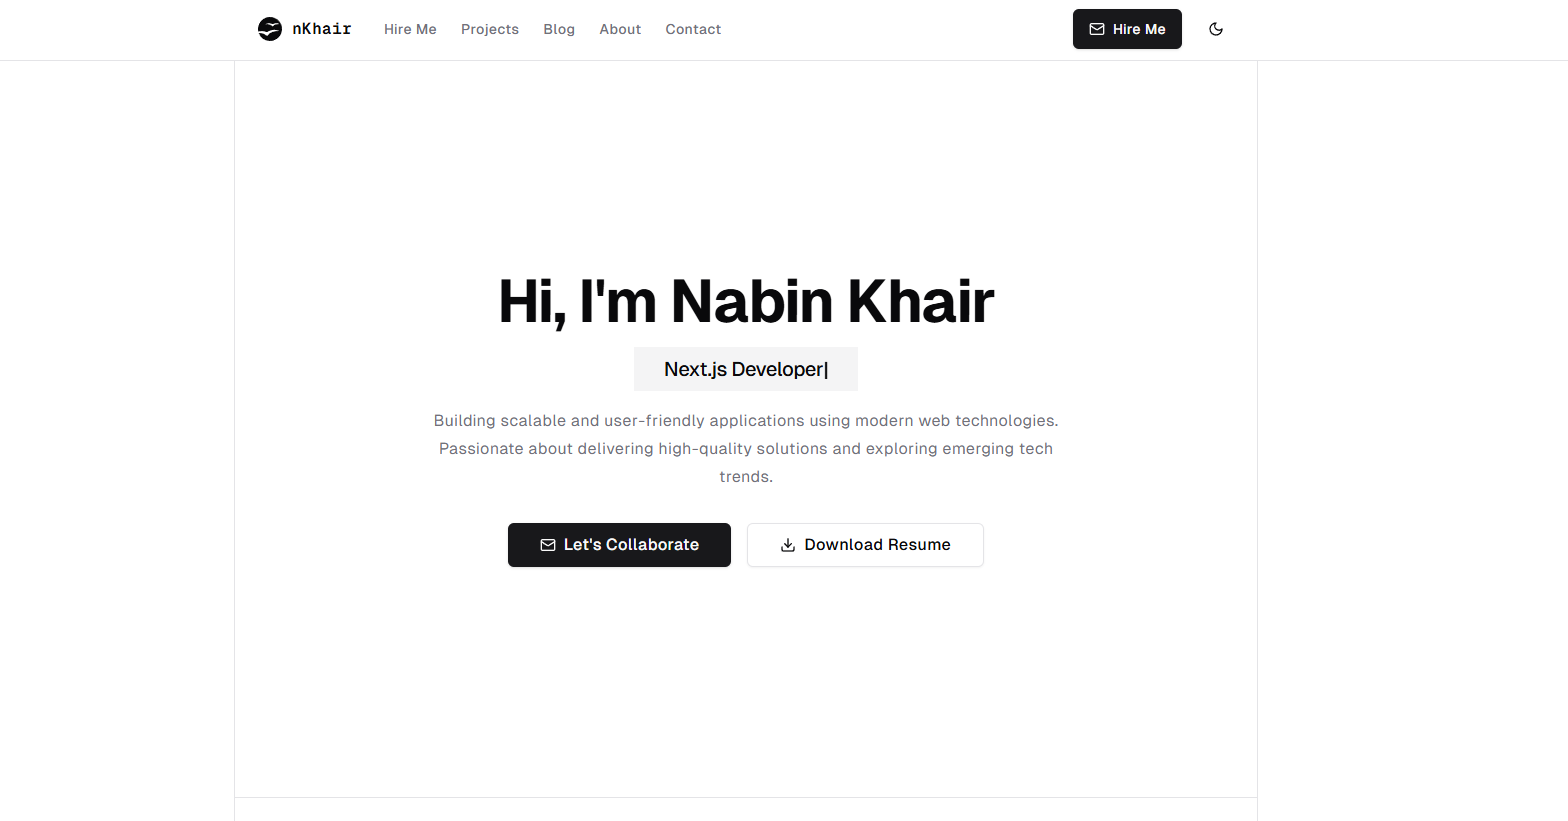 nKhair
Hire Me
Projects
Blog
About
Contact
Hire Me
Hi, I'm Nabin Khair
Next.js Developer|
Building scalable and user-friendly applications using modern web technologies.
Passionate about delivering high-quality solutions and exploring emerging tech
trends.
Let's Collaborate
Download Resume